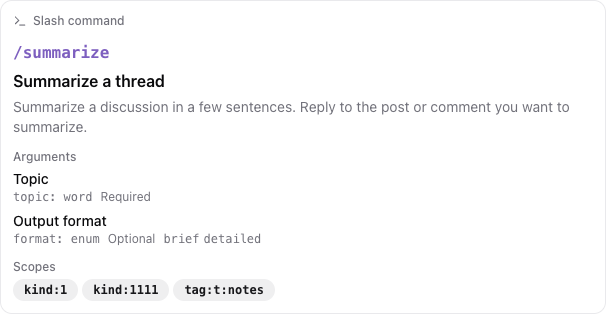 Slash command
/summarize
Summarize a thread
Summarize a discussion in a few sentences. Reply to the post or comment you want to
summarize.
Arguments
Topic
topic: word Required
Output format
format: enum Optional brief detailed
Scopes
kind:1 kind:1111 tag:t:notes